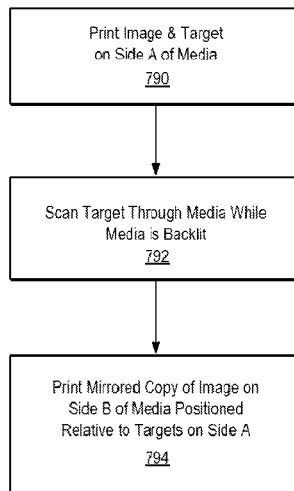 Print Image & Target
on Side A of Media
790
Scan Target Through Media While
Media is Backlit
792
Print Mirrored Copy of Image on
Side B of Media Positioned
Relative to Targets on Side A
794